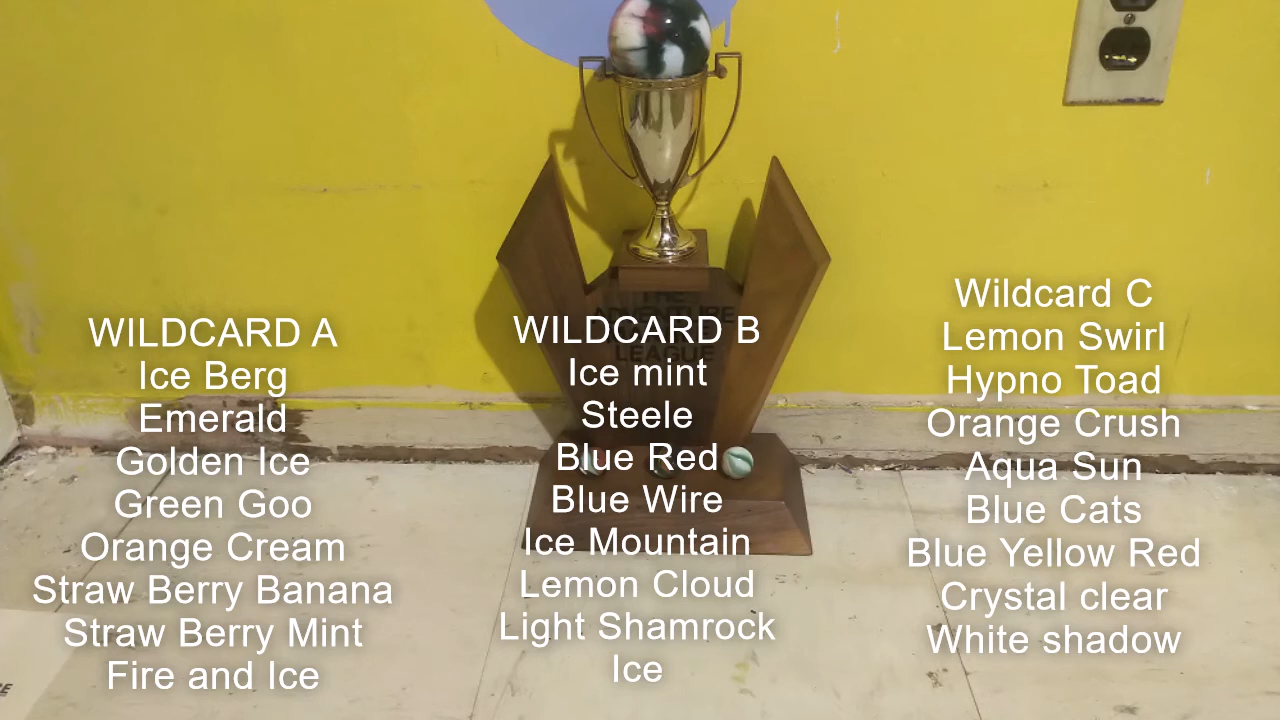 WILDCARD A
Ice Berg
Emerald
Golden Ice
Green Goo
Orange Cream
Straw Berry Banana
Straw Berry Mint
Fire and Ice
THE
LEAGUE
WILDCARD B
Ice mint
Steele
Blue Red
Blue Wire
Ice Mountain
Lemon Cloud
Light Shamrock
Ice
Wildcard C
Lemon Swirl
Hypno Toad
Orange Crush
Aqua Sun
Blue Cats
Blue Yellow Red
Crystal clear
White shadow